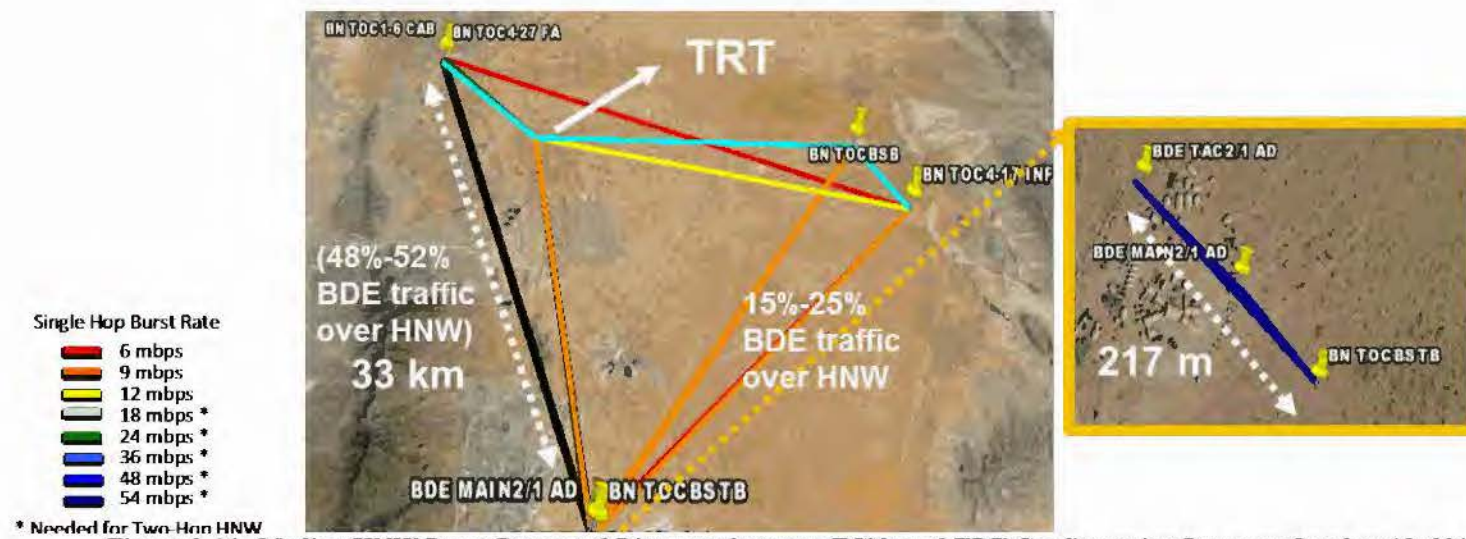 BN TOC1-6 CAB
BN TOC4-27 FA
TRT
BN TOCBSB
BN TOC4-17 INF
(48%-52%
BDE traffic
over HNW)
33 km
15%-25%
BDE traffic
over HNW
BDE MAIN2/1 AD
BN TOCBSTB
BDE TAC2/1 AD
BDE MAIN2/1 AD
217 m
BN TOCBSTB
Single Hop Burst Rate
6 mbps
9 mbps
12 mbps
18 mbps *
24 mbps *
36 mbps *
48 mbps *
54 mbps *
* Needed for Two-Hop HNW